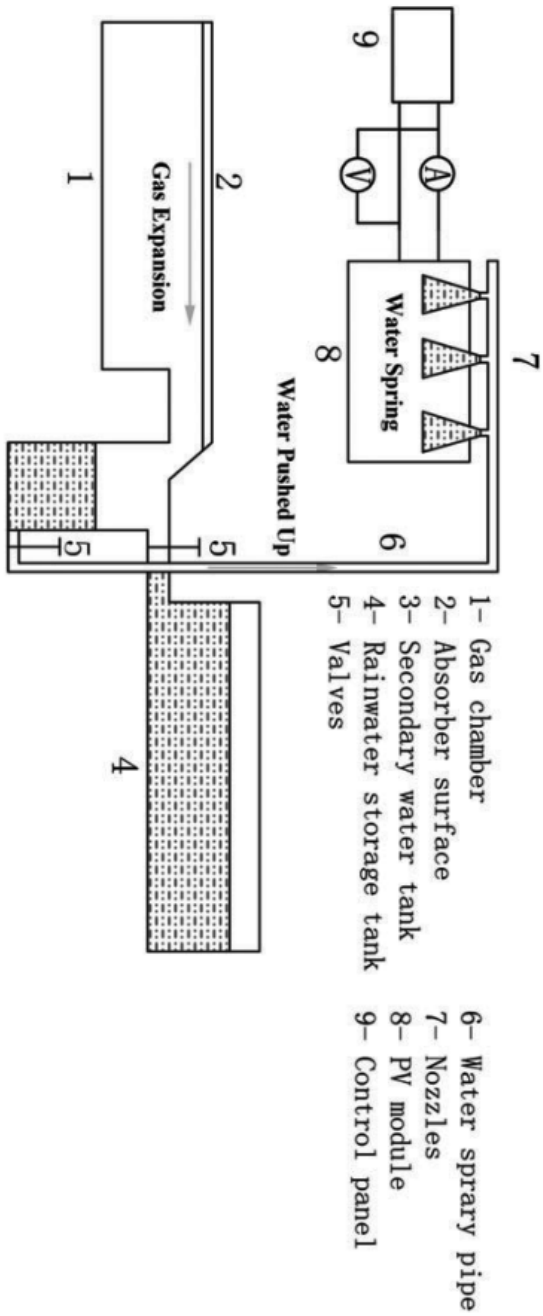 9
V
A
7
Water Spring
8
2
Gas Expansion
1
Water Pushed Up
6
5
5
4
1- Gas chamber
2- Absorber surface
3- Secondary water tank
4- Rainwater storage tank
5- Valves
6- Water sprary pipe
7- Nozzles
8- PV module
9- Control panel